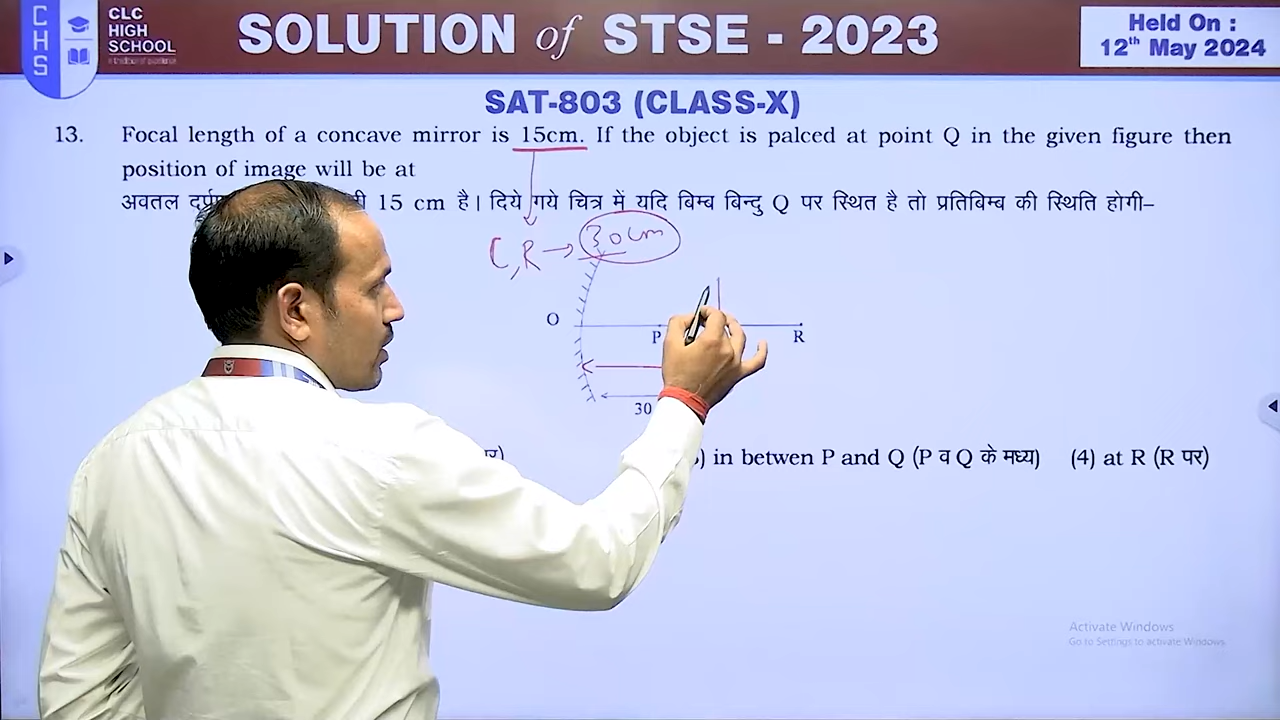 CHS
CLC
HIGH
SCHOOL
SOLUTION of STSE - 2023
Held On :
12th May 2024
SAT-803 (CLASS-X)
13. Focal length of a concave mirror is 15cm. If the object is palced at point Q in the given figure then
position of image will be at
अवतल 15 cm है। दिये गये चित्र में यदि बिम्ब बिन्दु Q पर स्थित है तो प्रतिबिम्ब की स्थिति होगी–
C,R → 30cm
O P R
30
in betwen P and Q (P व Q के मध्य) (4) at R (R पर)
Activate Windows
Go to Settings to activate Windows.